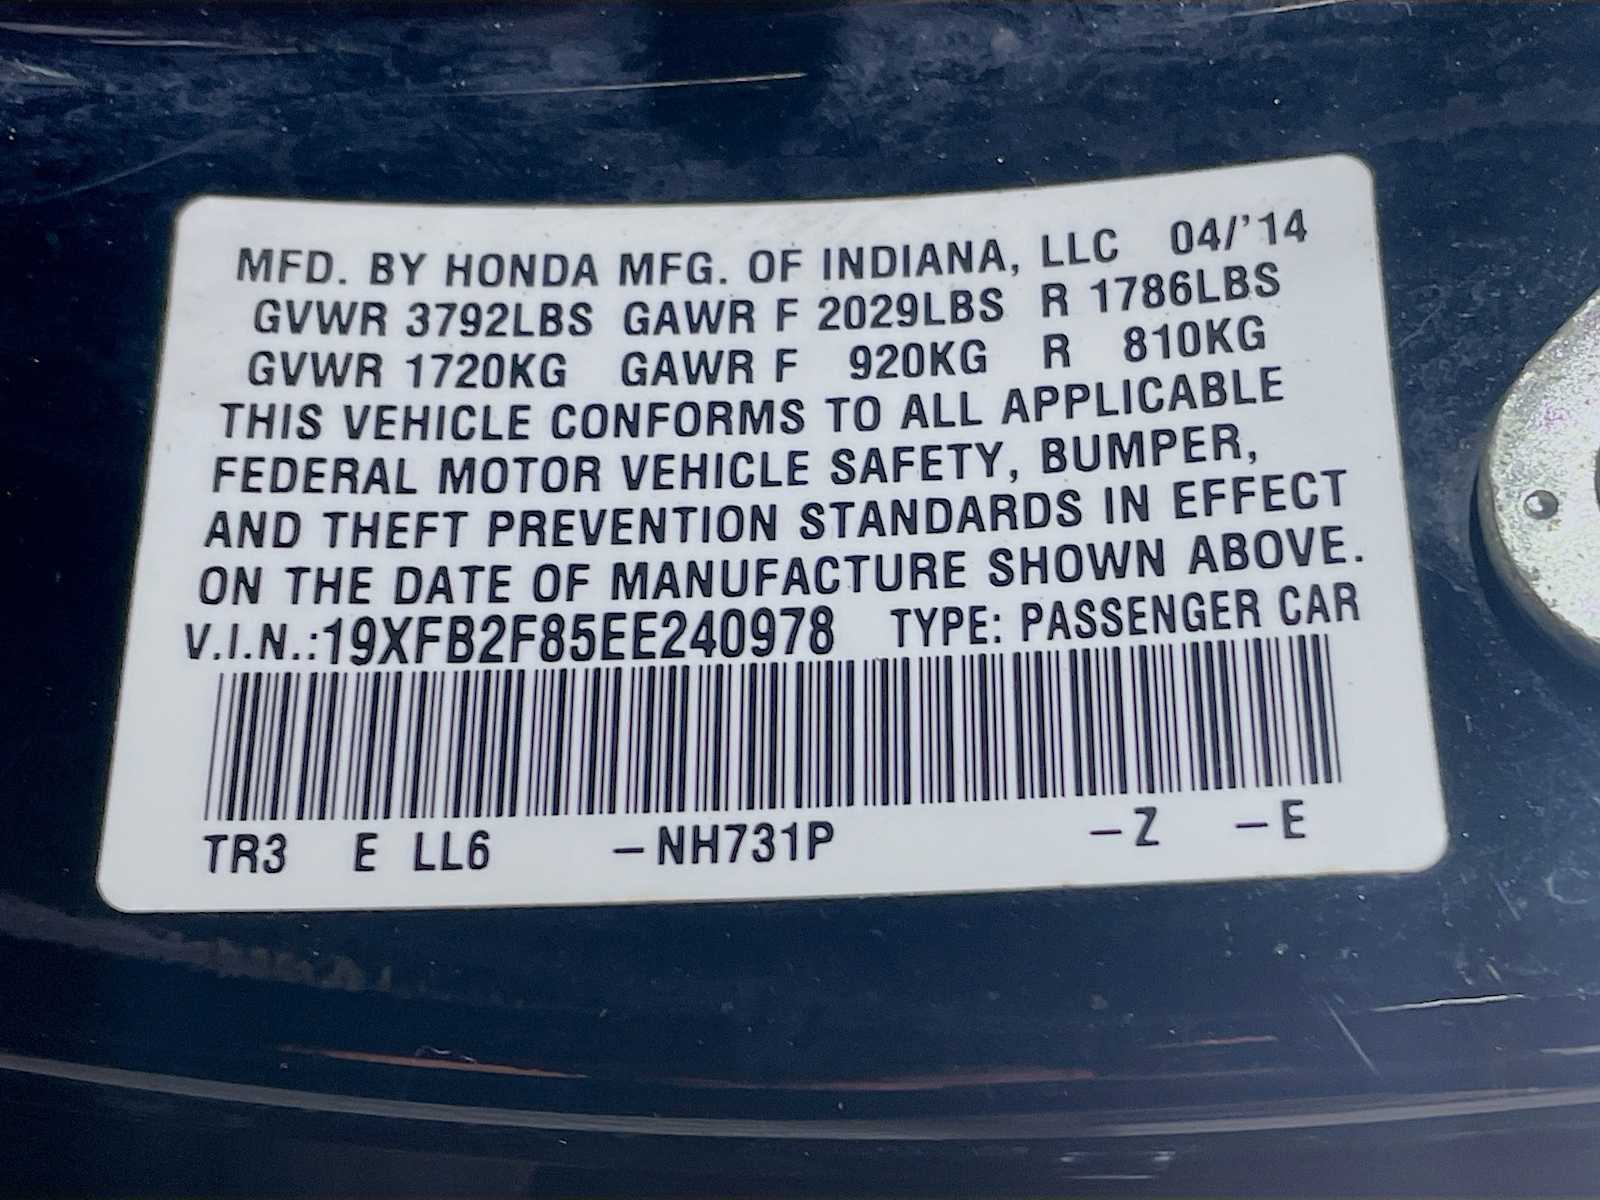 MFD. BY HONDA MFG. OF INDIANA, LLC 04/'14
GVWR 3792LBS GAWR F 2029LBS R 1786LBS
GVWR 1720KG GAWR F 920KG R 810KG
THIS VEHICLE CONFORMS TO ALL APPLICABLE
FEDERAL MOTOR VEHICLE SAFETY, BUMPER,
AND THEFT PREVENTION STANDARDS IN EFFECT
ON THE DATE OF MANUFACTURE SHOWN ABOVE.
V.I.N.:19XFB2F85EE240978 TYPE: PASSENGER CAR
TR3 E LL6 –NH731P –Z –E